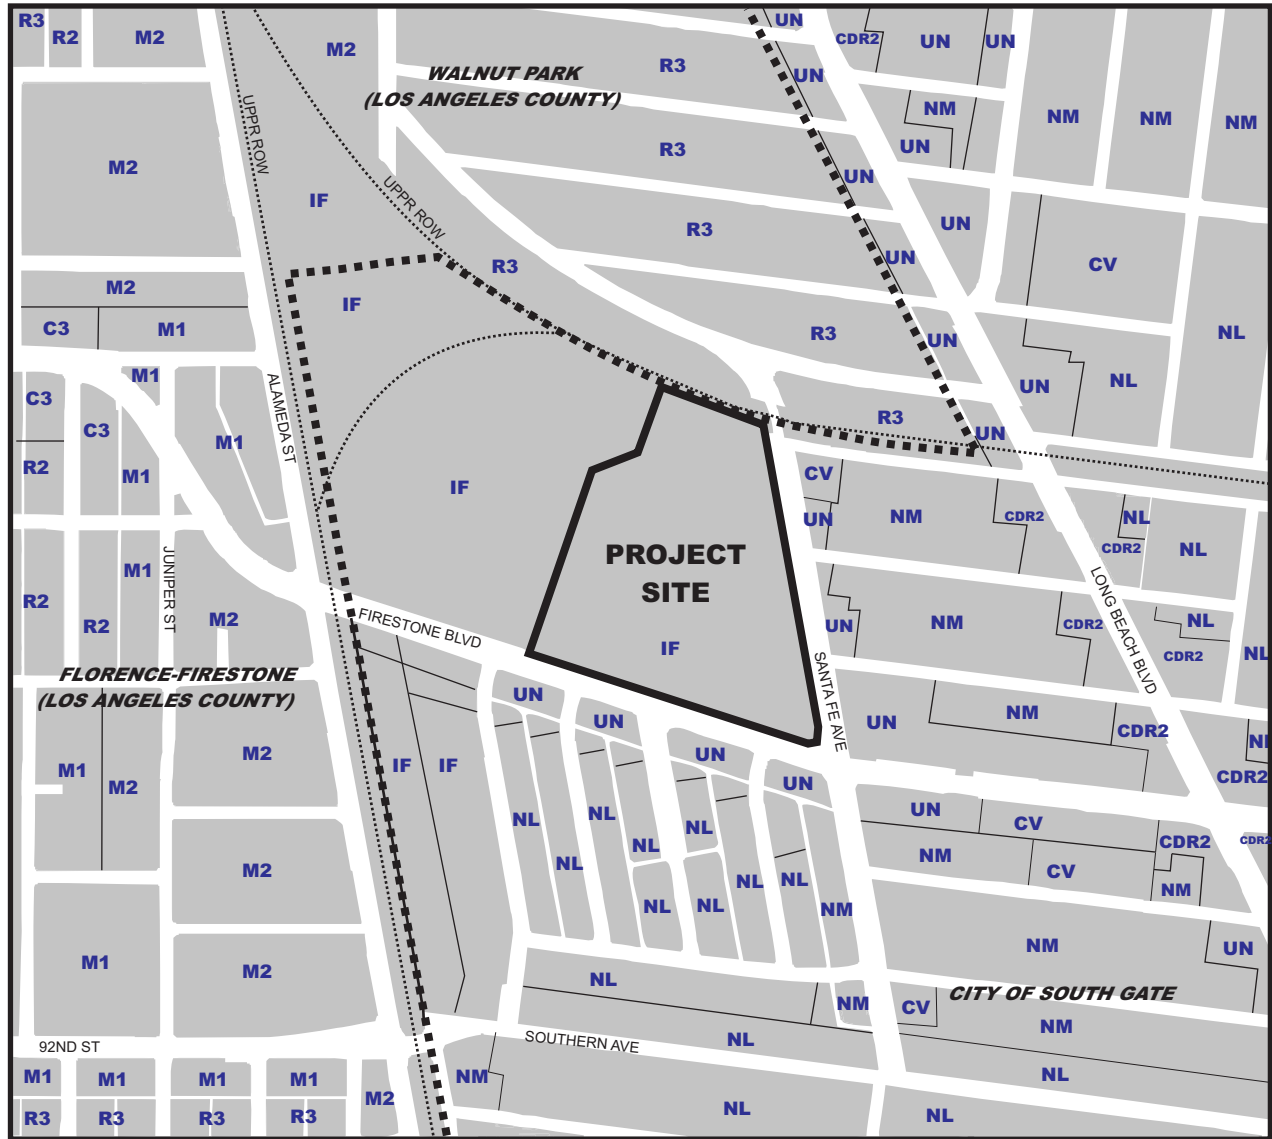 R3
R2
M2
M2
WALNUT PARK
(LOS ANGELES COUNTY)
R3
UN
CDR2
UN
UN
UN
NM
NM
NM
NM
UN
M2
UPPR ROW
IF
UPPR ROW
R3
R3
UN
UN
UN
CV
M2
R3
IF
C3
M1
R3
UN
NL
M1
C3
C3
M1
ALAMEDA ST
UN
NL
R3
UN
R2
M1
IF
CV
UN
NM
CDR2
NL
CDR2
NL
PROJECT
SITE
IF
JUNIPER ST
M1
R2
R2
M2
FIRESTONE BLVD
UN
NM
CDR2
LONG BEACH BLVD
NL
CDR2
NL
FLORENCE-FIRESTONE
(LOS ANGELES COUNTY)
SANTA FE AVE
UN
UN
UN
UN
UN
NM
CDR2
CDR2
M1
M2
M2
IF
IF
NL
NL
NL
NL
NL
NL
NL
NL
NL
NM
UN
CV
NM
CV
CDR2
NM
CDR2
M2
M1
M2
NM
UN
NL
NM
CV
CITY OF SOUTH GATE
NM
92ND ST
SOUTHERN AVE
NL
NL
M1
M1
M1
M1
M2
NM
R3
R3
R3
R3
NL
NL